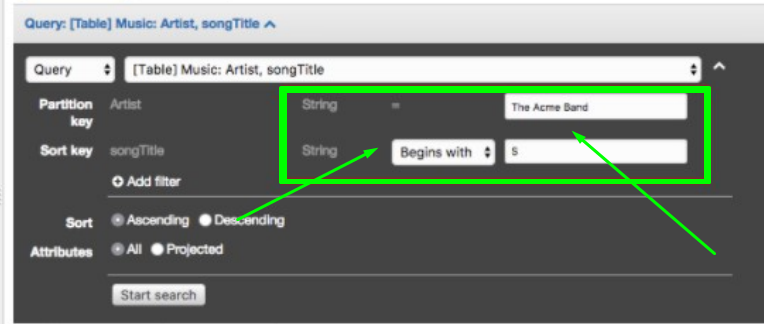 Query: [Table] Music: Artist, songTitle
Query [Table] Music: Artist, songTitle
Partition key Artist String = The Acme Band
Sort key songTitle String Begins with S
Add filter
Sort Ascending Descending
Attributes All Projected
Start search